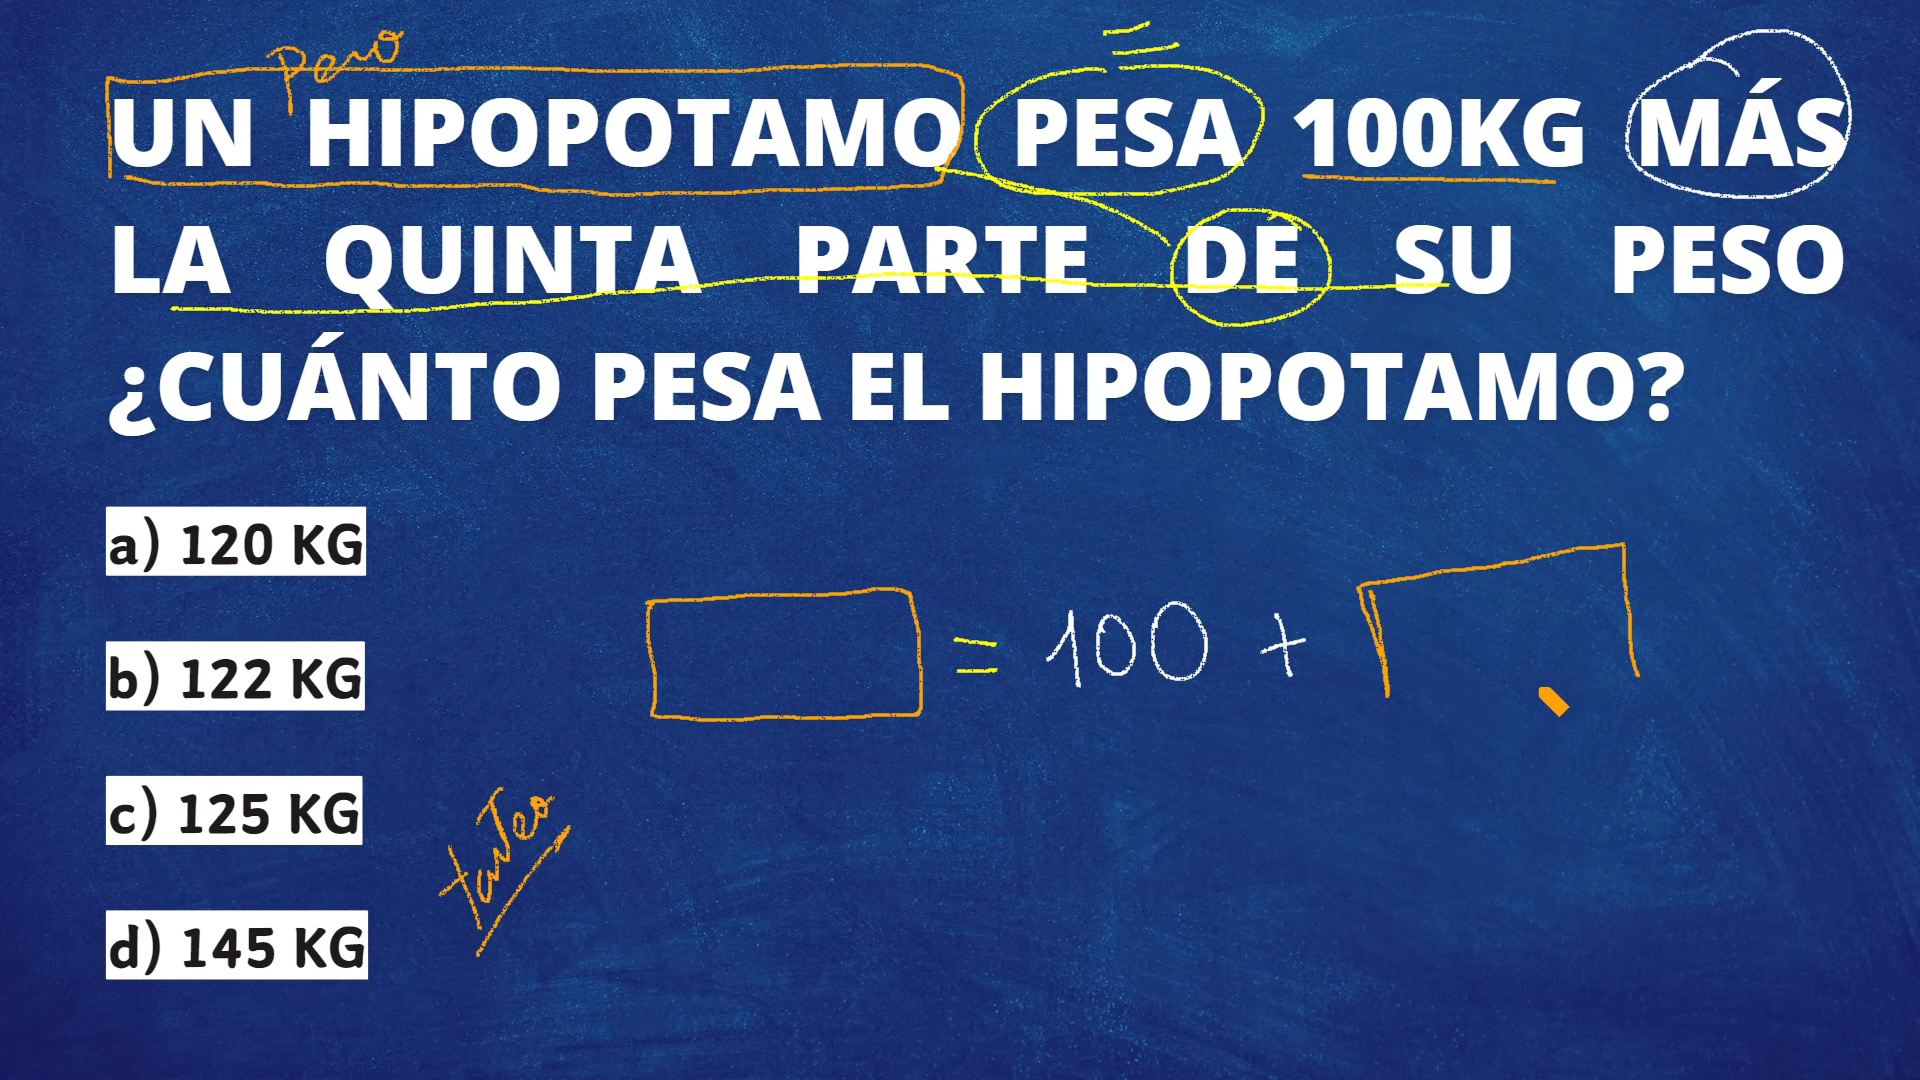 Peso
UN HIPOPOTAMO PESA 100KG MÁS
LA QUINTA PARTE DE SU PESO
¿CUÁNTO PESA EL HIPOPOTAMO?
a) 120 KG
b) 122 KG
= 100 +
c) 125 KG
tanteo
d) 145 KG